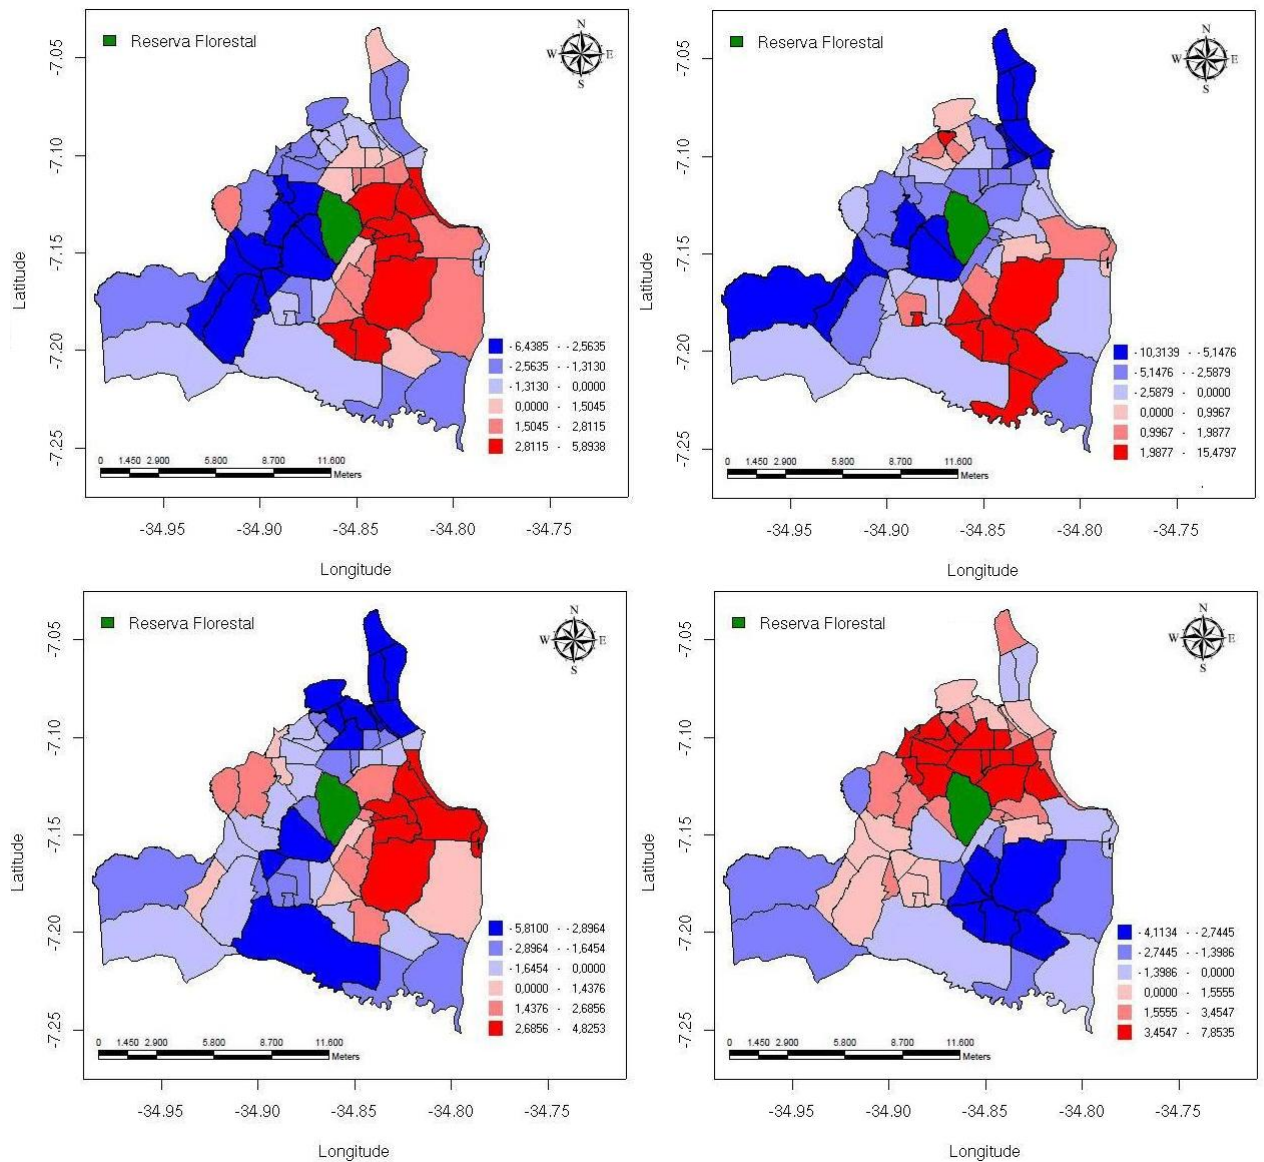 Reserva Florestal
N
W E
S
-7.05
-7.10
-7.15
-7.20
-7.25
Latitude
- 6,4385 - - 2,5635
- 2,5635 - - 1,3130
- 1,3130 - 0,0000
0,0000 - 1,5045
1,5045 - 2,8115
2,8115 - 5,8938
0 1.450 2.900 5.800 8.700 11.600
Meters
-34.95 -34.90 -34.85 -34.80 -34.75
Longitude
Reserva Florestal
N
W E
S
-7.05
-7.10
-7.15
-7.20
-7.25
Latitude
- 10,3139 - - 5,1476
- 5,1476 - - 2,5879
- 2,5879 - 0,0000
0,0000 - 0,9967
0,9967 - 1,9877
1,9877 - 15,4797
0 1.450 2.900 5.800 8.700 11.600
Meters
-34.95 -34.90 -34.85 -34.80 -34.75
Longitude
Reserva Florestal
N
W E
S
-7.05
-7.10
-7.15
-7.20
-7.25
Latitude
- 5,8100 - - 2,8964
- 2,8964 - - 1,6454
- 1,6454 - 0,0000
0,0000 - 1,4376
1,4376 - 2,6856
2,6856 - 4,8253
0 1.450 2.900 5.800 8.700 11.600
Meters
-34.95 -34.90 -34.85 -34.80 -34.75
Longitude
Reserva Florestal
N
W E
S
-7.05
-7.10
-7.15
-7.20
-7.25
Latitude
- 4,1134 - - 2,7445
- 2,7445 - - 1,3986
- 1,3986 - 0,0000
0,0000 - 1,5555
1,5555 - 3,4547
3,4547 - 7,8535
0 1.450 2.900 5.800 8.700 11.600
Meters
-34.95 -34.90 -34.85 -34.80 -34.75
Longitude